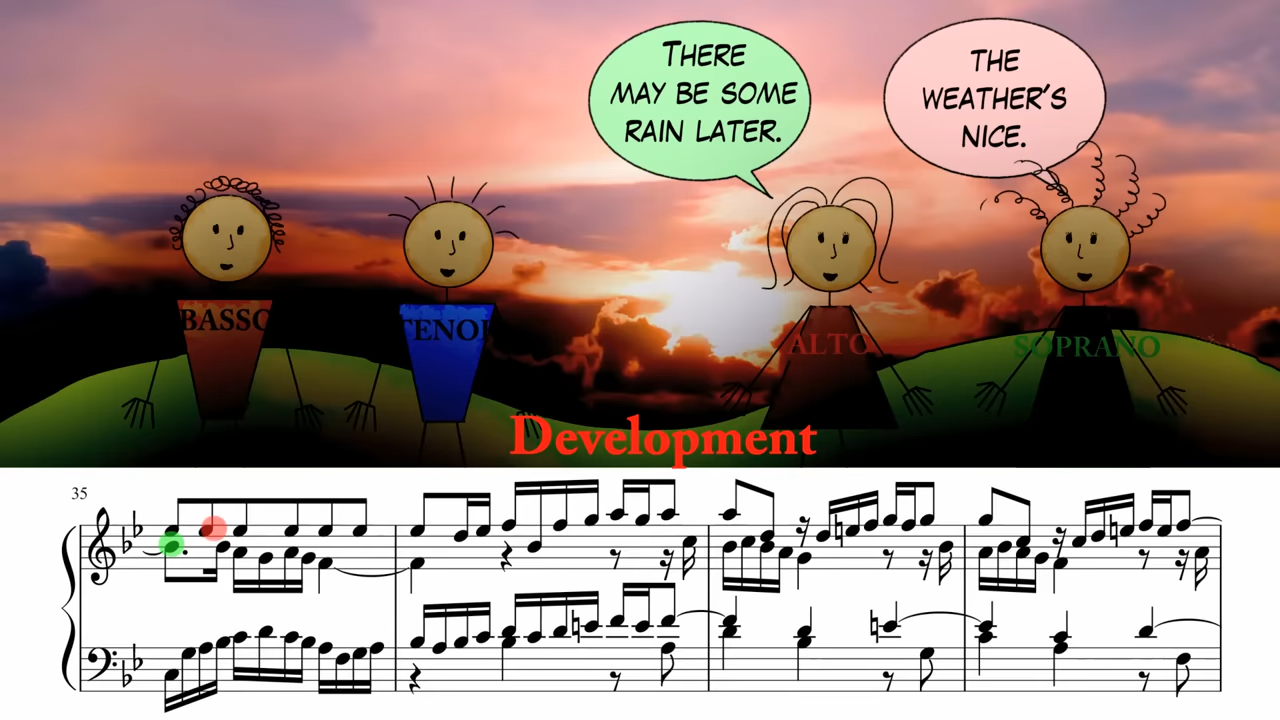 THERE
MAY BE SOME
RAIN LATER.
THE
WEATHER'S
NICE.
BASSO
TENOR
ALTO
SOPRANO
Development
35